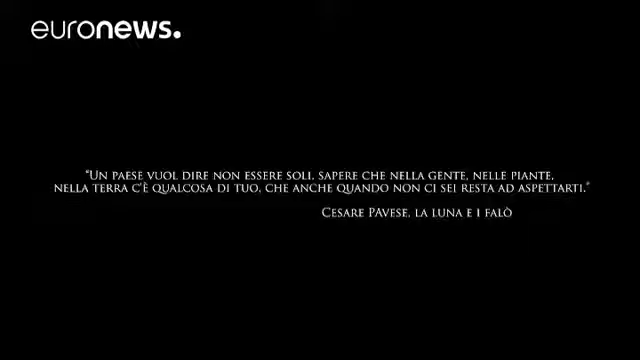 euronews.
"Un paese vuol dire non essere soli. sapere che nella gente, nelle piante,
nella terra c'è qualcosa di tuo, che anche quando non ci sei resta ad aspettarti."
Cesare PAvese, la luna e i falò